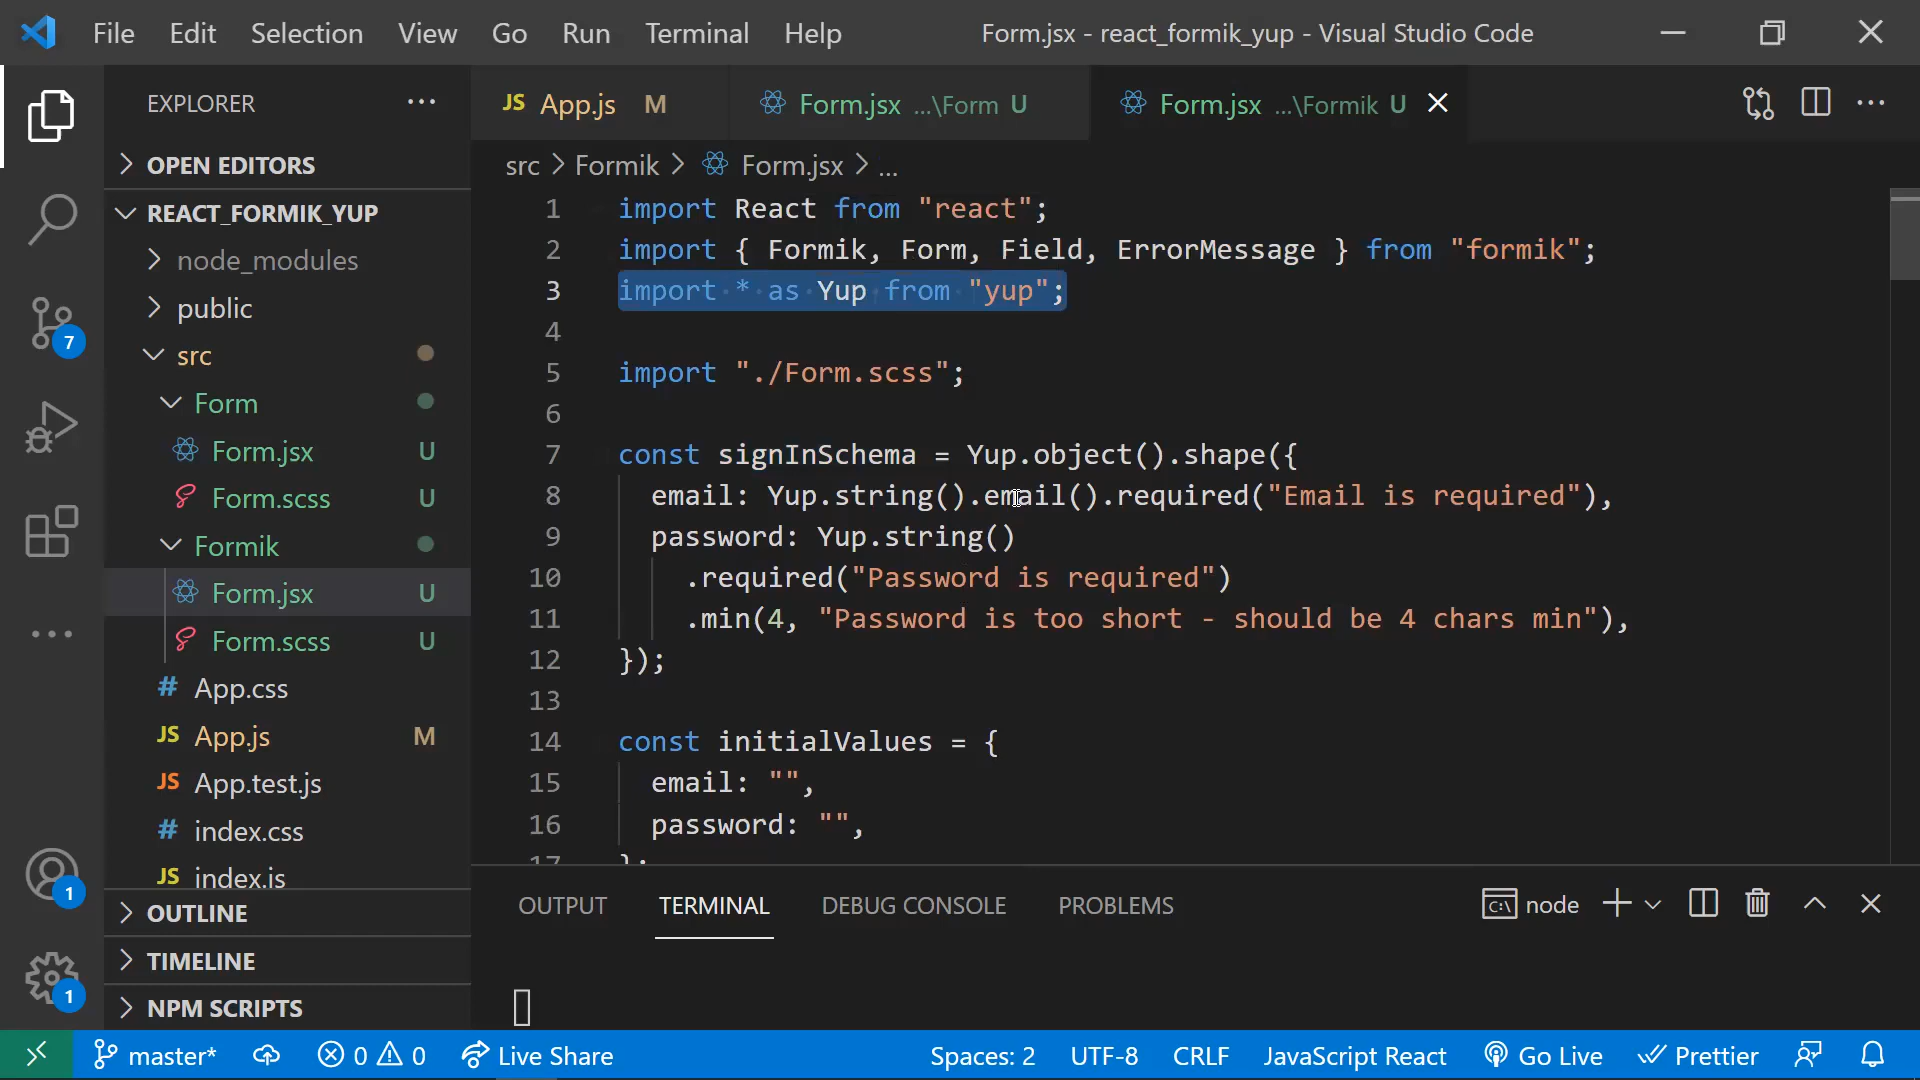 File Edit Selection View Go Run Terminal Help Form.jsx - react_formik_yup - Visual Studio Code
EXPLORER
OPEN EDITORS
REACT_FORMIK_YUP
node_modules
public
src
Form
Form.jsx U
Form.scss U
Formik
Form.jsx U
Form.scss U
# App.css
JS App.js M
JS App.test.js
# index.css
JS index.js
OUTLINE
TIMELINE
NPM SCRIPTS
7
1
1
JS App.js M Form.jsx ...\Form U Form.jsx ...\Formik U
src > Formik > Form.jsx > ...
1 import React from "react";
2 import { Formik, Form, Field, ErrorMessage } from "formik";
3 import * as Yup from "yup";
4
5 import "./Form.scss";
6
7 const signInSchema = Yup.object().shape({
8 email: Yup.string().email().required("Email is required"),
9 password: Yup.string()
10 .required("Password is required")
11 .min(4, "Password is too short - should be 4 chars min"),
12 });
13
14 const initialValues = {
15 email: "",
16 password: "",
17 };
OUTPUT TERMINAL DEBUG CONSOLE PROBLEMS node
master* 0 0 Live Share Spaces: 2 UTF-8 CRLF JavaScript React Go Live Prettier